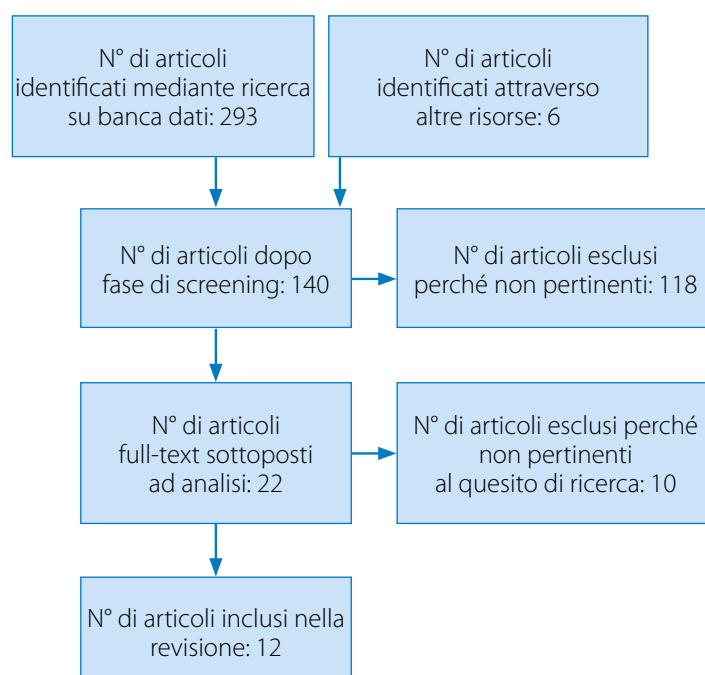 N° di articoli
identificati mediante ricerca
su banca dati: 293
N° di articoli
identificati attraverso
altre risorse: 6
N° di articoli dopo
fase di screening: 140
N° di articoli esclusi
perché non pertinenti: 118
N° di articoli
full-text sottoposti
ad analisi: 22
N° di articoli esclusi perché
non pertinenti
al quesito di ricerca: 10
N° di articoli inclusi nella
revisione: 12